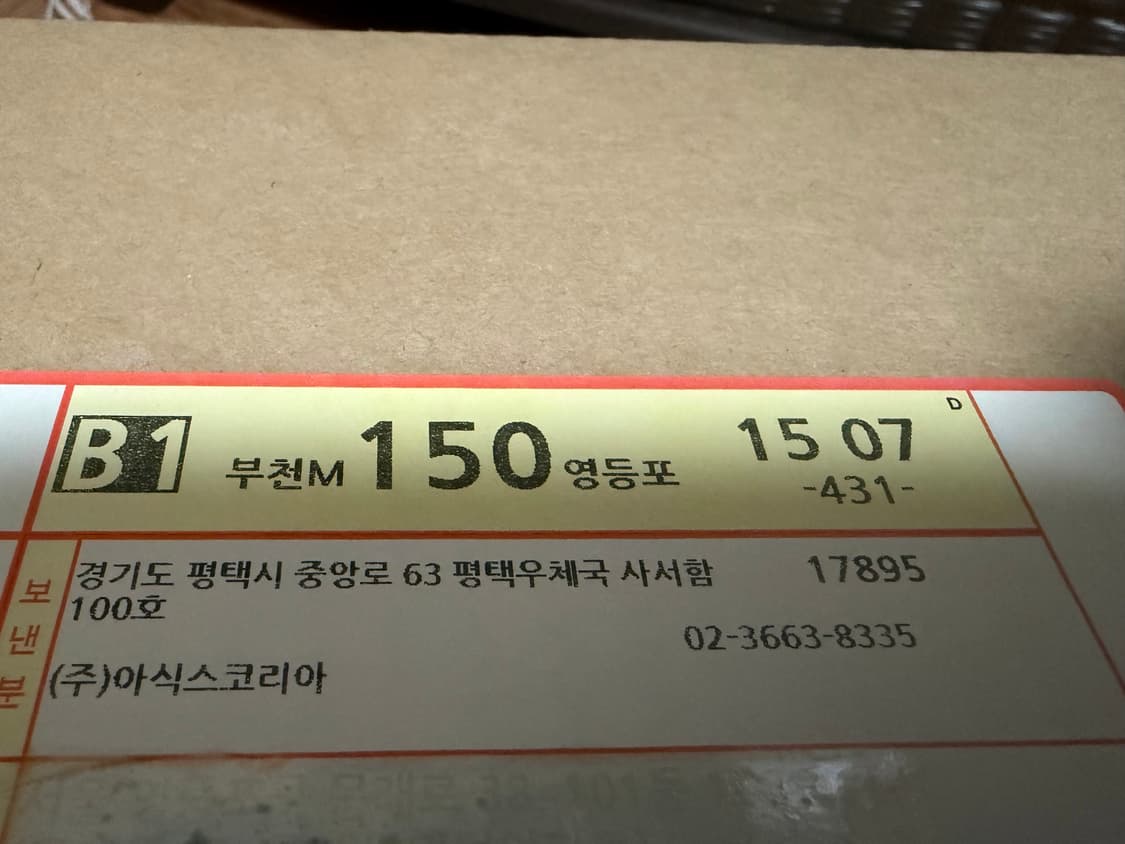 D
B1 부천M 150 영등포 15 07
-431-
보낸분
경기도 평택시 중앙로 63 평택우체국 사서함 17895
100호
02-3663-8335
(주)아식스코리아